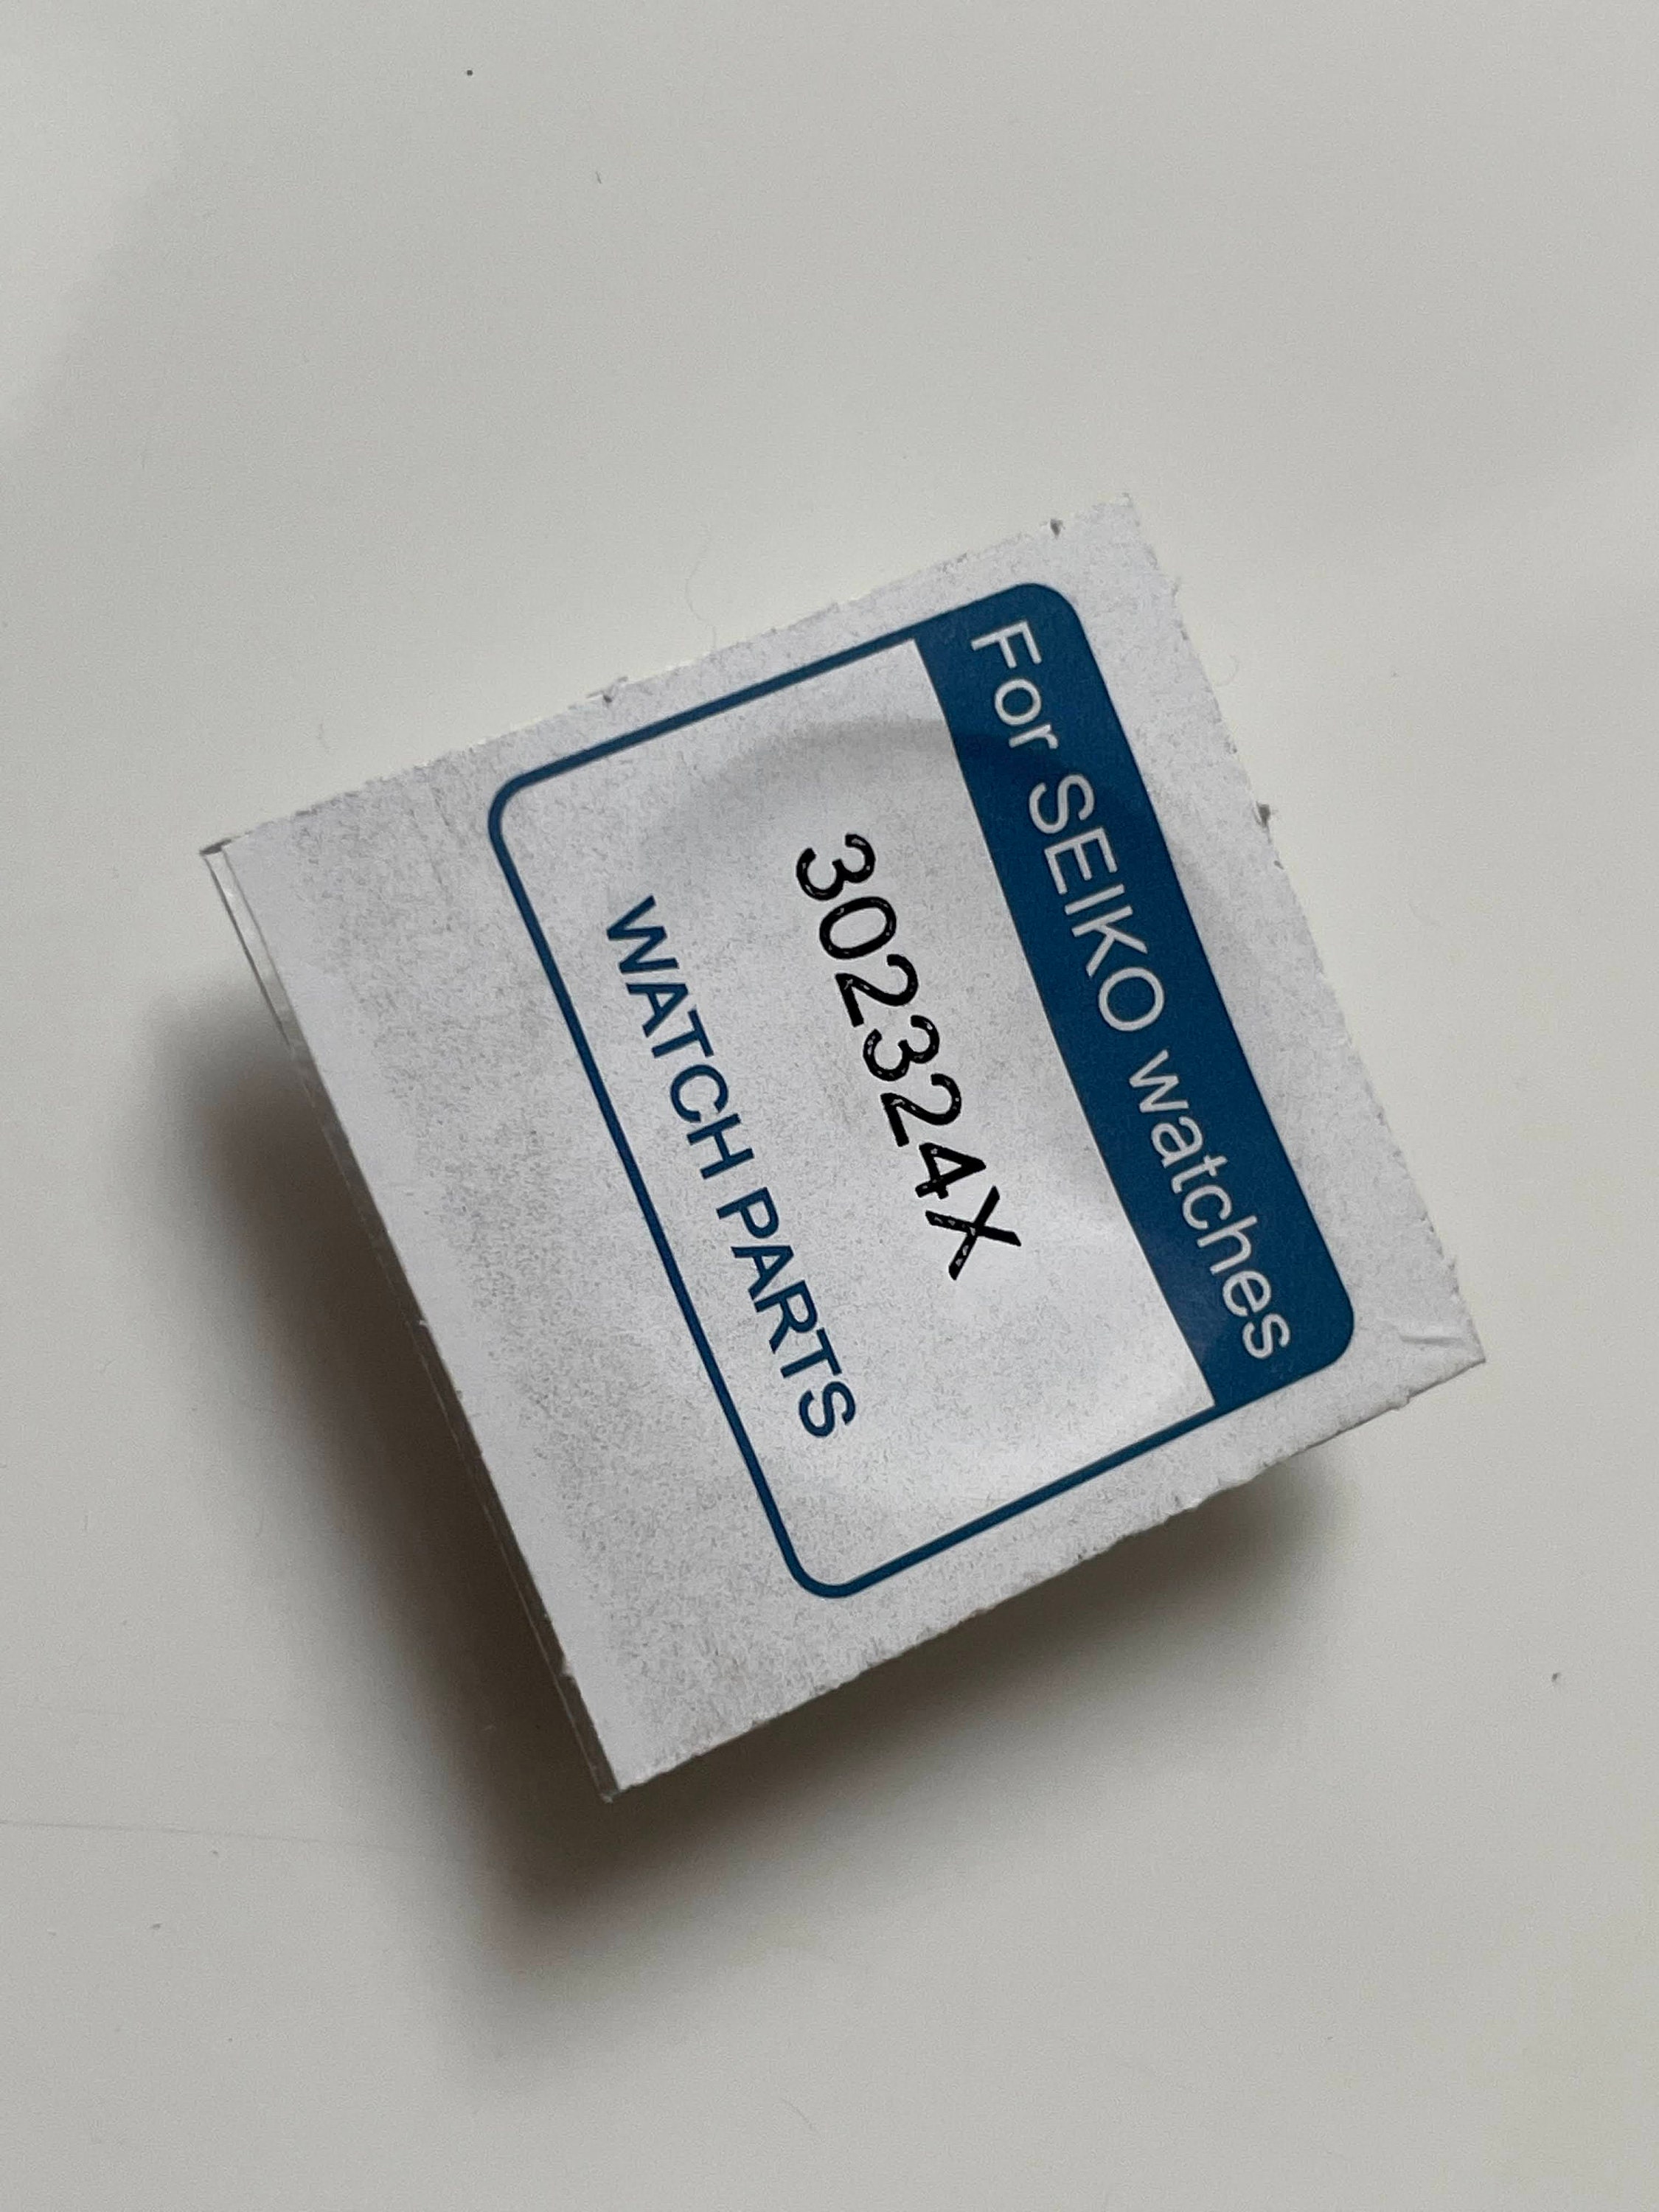 For SEIKO watches
302324X
WATCH PARTS